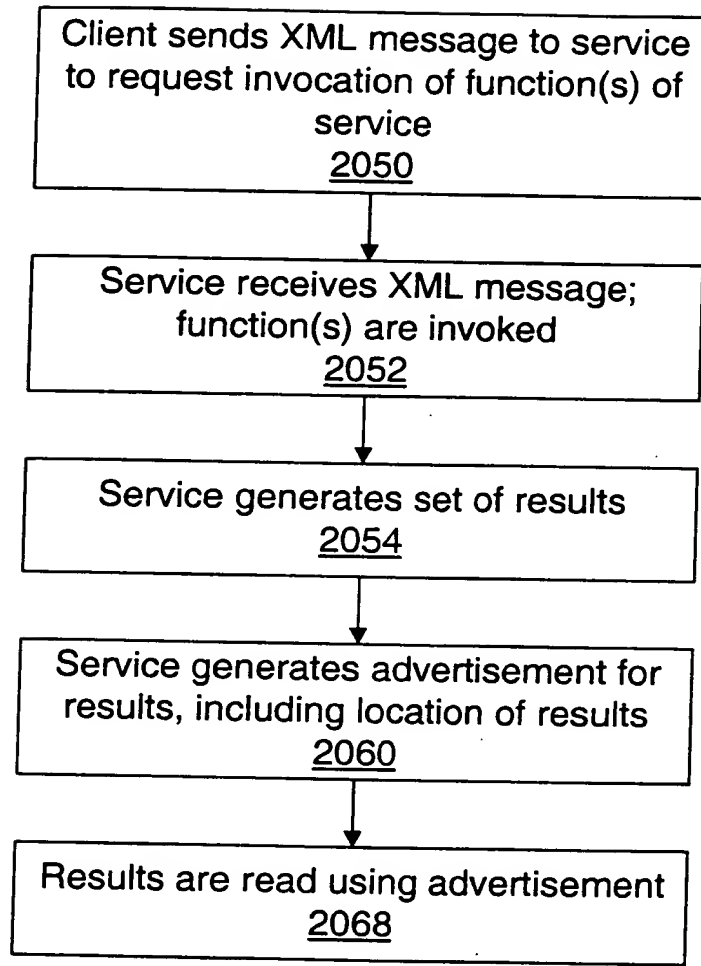 Client sends XML message to service
to request invocation of function(s) of
service
2050
Service receives XML message;
function(s) are invoked
2052
Service generates set of results
2054
Service generates advertisement for
results, including location of results
2060
Results are read using advertisement
2068